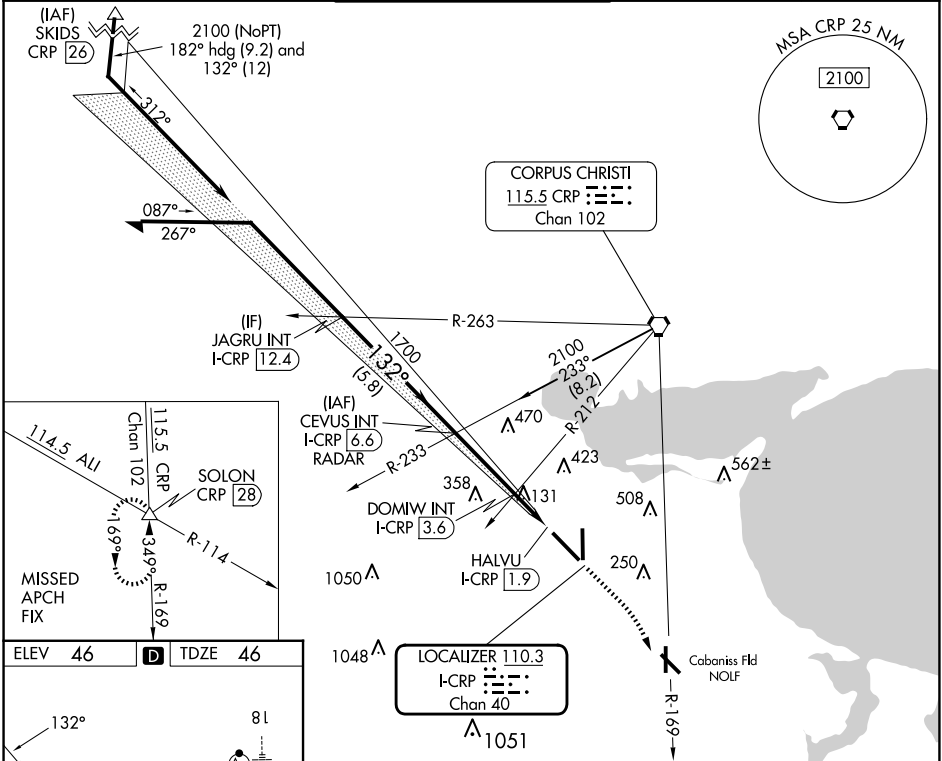 (IAF)
SKIDS
CRP 26
2100 (NoPT)
182° hdg (9.2) and
132° (12)
312°
087°
267°
MSA CRP 25 NM
2100
CORPUS CHRISTI
115.5 CRP
Chan 102
(IF)
JAGRU INT
I-CRP 12.4
R-263
1700
132°
(5.8)
2100
233°
(8.2)
R-212
(IAF)
CEVUS INT
I-CRP 6.6
RADAR
R-233
470
423
562±
358
131
508
DOMIW INT
I-CRP 3.6
HALVU
I-CRP 1.9
250
1050
1048
LOCALIZER 110.3
I-CRP
Chan 40
1051
Cabaniss Fld
NOLF
R-169
114.5 ALI
115.5 CRP
Chan 102
SOLON
CRP 28
R-114
169°
349°
R-169
MISSED
APCH
FIX
ELEV 46
D
TDZE 46
132°
18